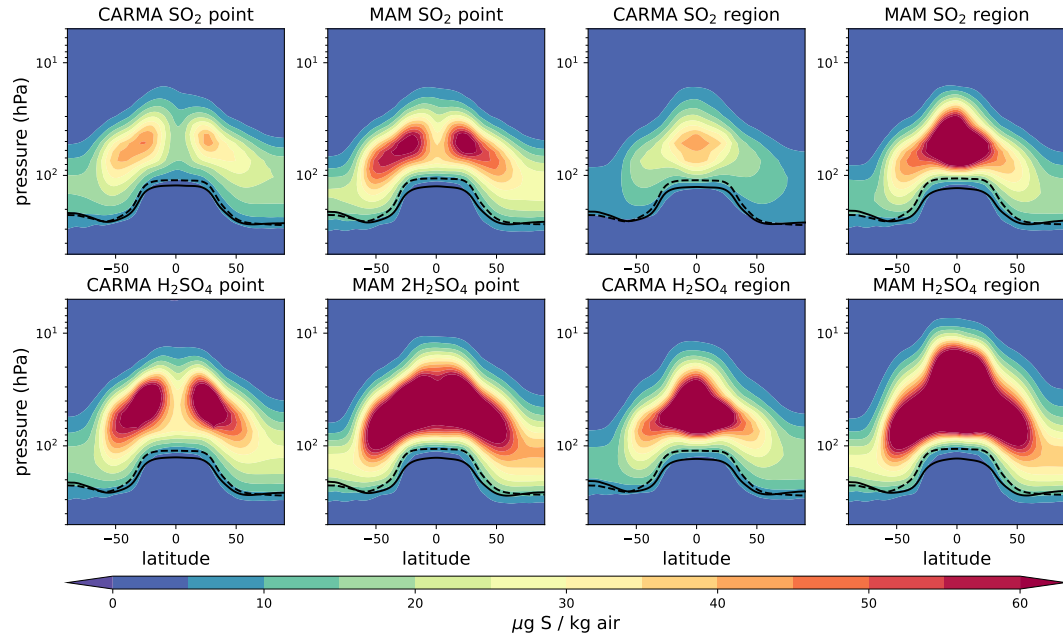 CARMA SO₂ point MAM SO₂ point CARMA SO₂ region MAM SO₂ region
pressure (hPa)
10¹ 10¹ 10¹ 10¹
10² 10² 10² 10²
−50 0 50 −50 0 50 −50 0 50 −50 0 50
CARMA H₂SO₄ point MAM 2H₂SO₄ point CARMA H₂SO₄ region MAM H₂SO₄ region
pressure (hPa)
10¹ 10¹ 10¹ 10¹
10² 10² 10² 10²
−50 0 50 −50 0 50 −50 0 50 −50 0 50
latitude latitude latitude latitude
0 10 20 30 40 50 60
μg S / kg air